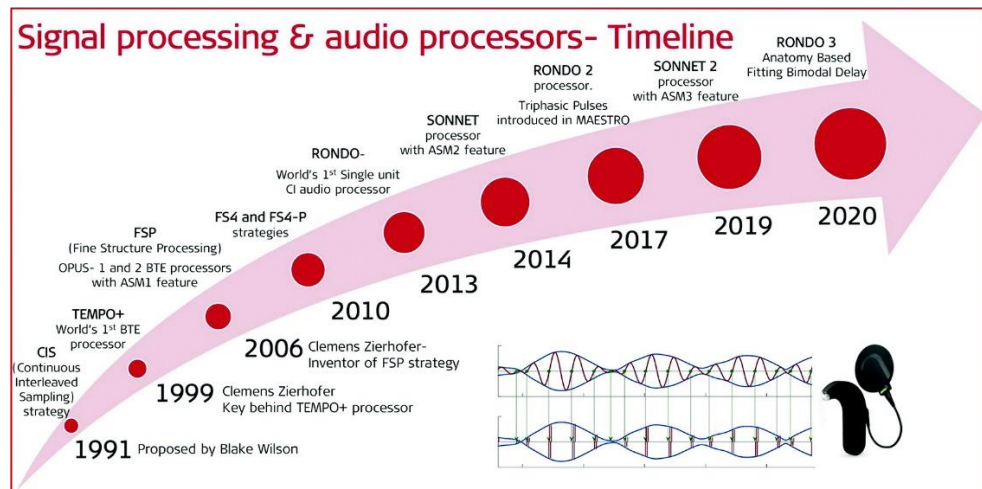 Signal processing & audio processors- Timeline
CIS
(Continuous
Interleaved
Sampling)
strategy
1991 Proposed by Blake Wilson
TEMPO+
World's 1st BTE
processor
1999 Clemens Zierhofer
Key behind TEMPO+ processor
FSP
(Fine Structure Processing)
OPUS- 1 and 2 BTE processors
with ASM1 feature
2006 Clemens Zierhofer-
Inventor of FSP strategy
FS4 and FS4-P
strategies
2010
RONDO-
World's 1st Single unit
CI audio processor
2013
SONNET
processor
with ASM2 feature
2014
RONDO 2
processor.
Triphasic Pulses
introduced in MAESTRO
2017
SONNET 2
processor
with ASM3 feature
2019
RONDO 3
Anatomy Based
Fitting Bimodal Delay
2020